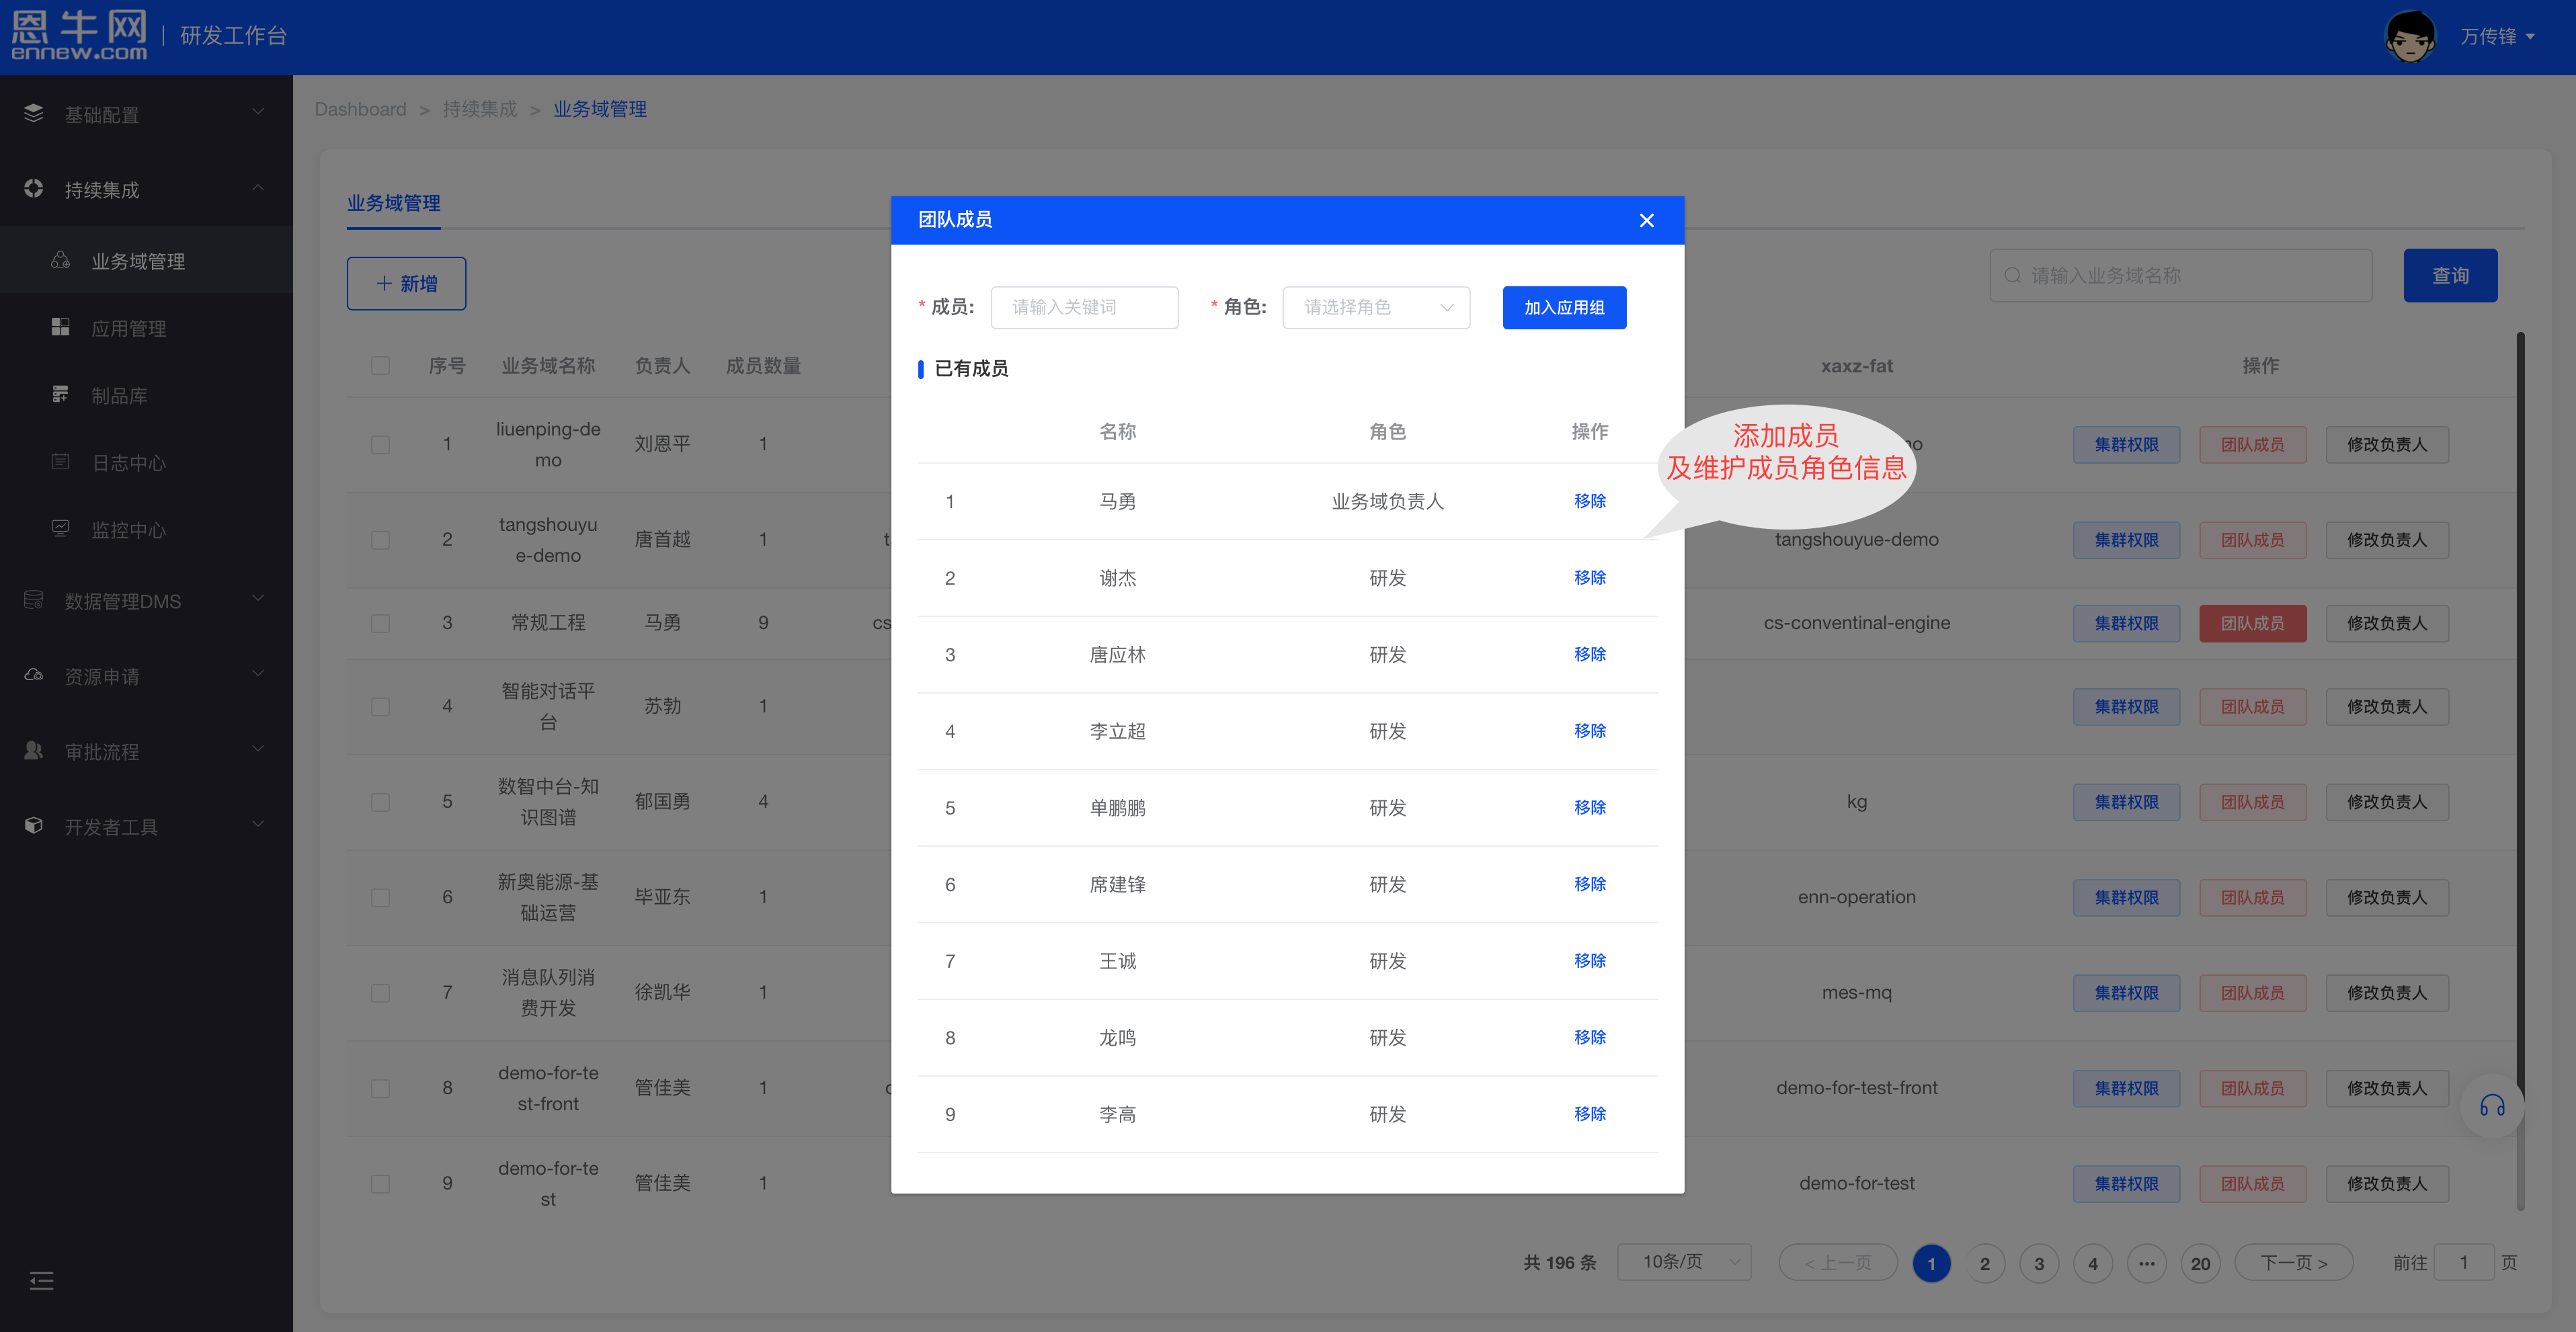 恩牛网
ennew.com
研发工作台
万传锋
基础配置
持续集成
业务域管理
应用管理
制品库
日志中心
监控中心
数据管理DMS
资源申请
审批流程
开发者工具
Dashboard > 持续集成 > 业务域管理
业务域管理
+ 新增
请输入业务域名称
查询
序号 业务域名称 负责人 成员数量 xaxz-fat 操作
1 liuenping-de
mo 刘恩平 1 no 集群权限 团队成员 修改负责人
2 tangshouyu
e-demo 唐首越 1 t tangshouyue-demo 集群权限 团队成员 修改负责人
3 常规工程 马勇 9 cs cs-conventinal-engine 集群权限 团队成员 修改负责人
4 智能对话平
台 苏勃 1 集群权限 团队成员 修改负责人
5 数智中台-知
识图谱 郁国勇 4 kg 集群权限 团队成员 修改负责人
6 新奥能源-基
础运营 毕亚东 1 enn-operation 集群权限 团队成员 修改负责人
7 消息队列消
费开发 徐凯华 1 mes-mq 集群权限 团队成员 修改负责人
8 demo-for-te
st-front 管佳美 1 demo-for-test-front 集群权限 团队成员 修改负责人
9 demo-for-te
st 管佳美 1 demo-for-test 集群权限 团队成员 修改负责人
共 196 条 10条/页 < 上一页 1 2 3 4 ••• 20 下一页 > 前往 1 页
团队成员
* 成员: 请输入关键词 * 角色: 请选择角色 加入应用组
已有成员
名称 角色 操作
1 马勇 业务域负责人 移除
2 谢杰 研发 移除
3 唐应林 研发 移除
4 李立超 研发 移除
5 单鹏鹏 研发 移除
6 席建锋 研发 移除
7 王诚 研发 移除
8 龙鸣 研发 移除
9 李高 研发 移除
添加成员
及维护成员角色信息